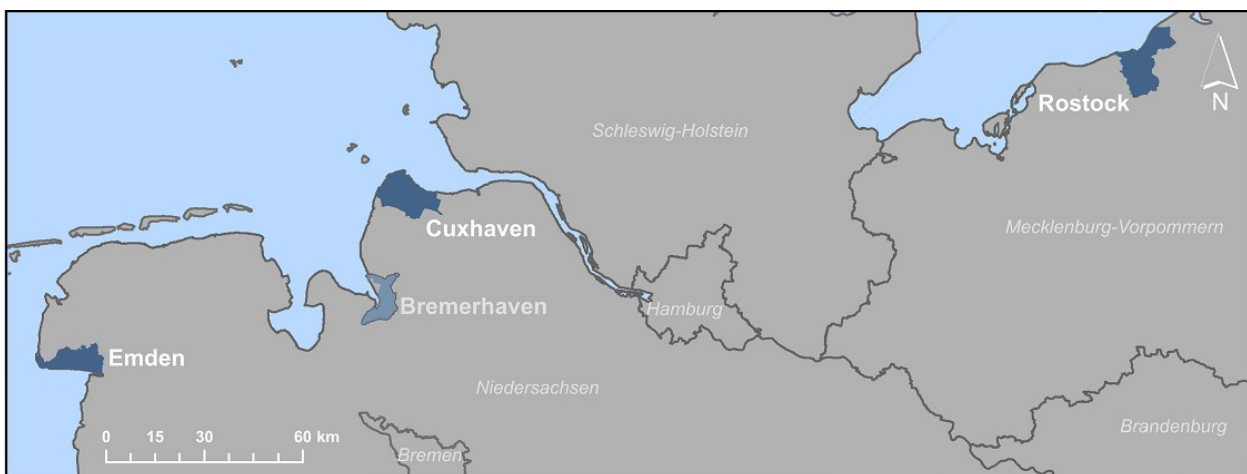 Rostock
N
Schleswig-Holstein
Cuxhaven
Mecklenburg-Vorpommern
Bremerhaven
Hamburg
Emden
Niedersachsen
Brandenburg
0 15 30 60 km
Bremen